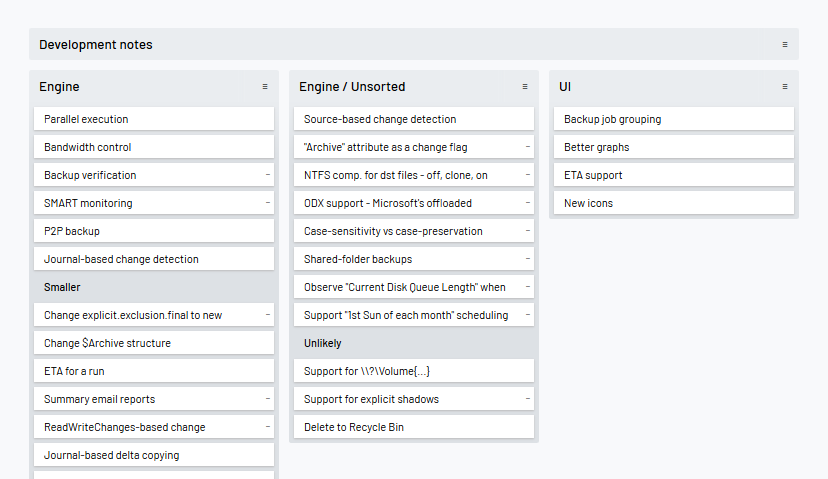 Development notes
Engine
Parallel execution
Bandwidth control
Backup verification
SMART monitoring
P2P backup
Journal-based change detection
Smaller
Change explicit.exclusion.final to new
Change $Archive structure
ETA for a run
Summary email reports
ReadWriteChanges-based change
Journal-based delta copying
Engine / Unsorted
Source-based change detection
"Archive" attribute as a change flag
NTFS comp. for dst files - off, clone, on
ODX support - Microsoft's offloaded
Case-sensitivity vs case-preservation
Shared-folder backups
Observe "Current Disk Queue Length" when
Support "1st Sun of each month" scheduling
Unlikely
Support for \\?\Volume{...}
Support for explicit shadows
Delete to Recycle Bin
UI
Backup job grouping
Better graphs
ETA support
New icons